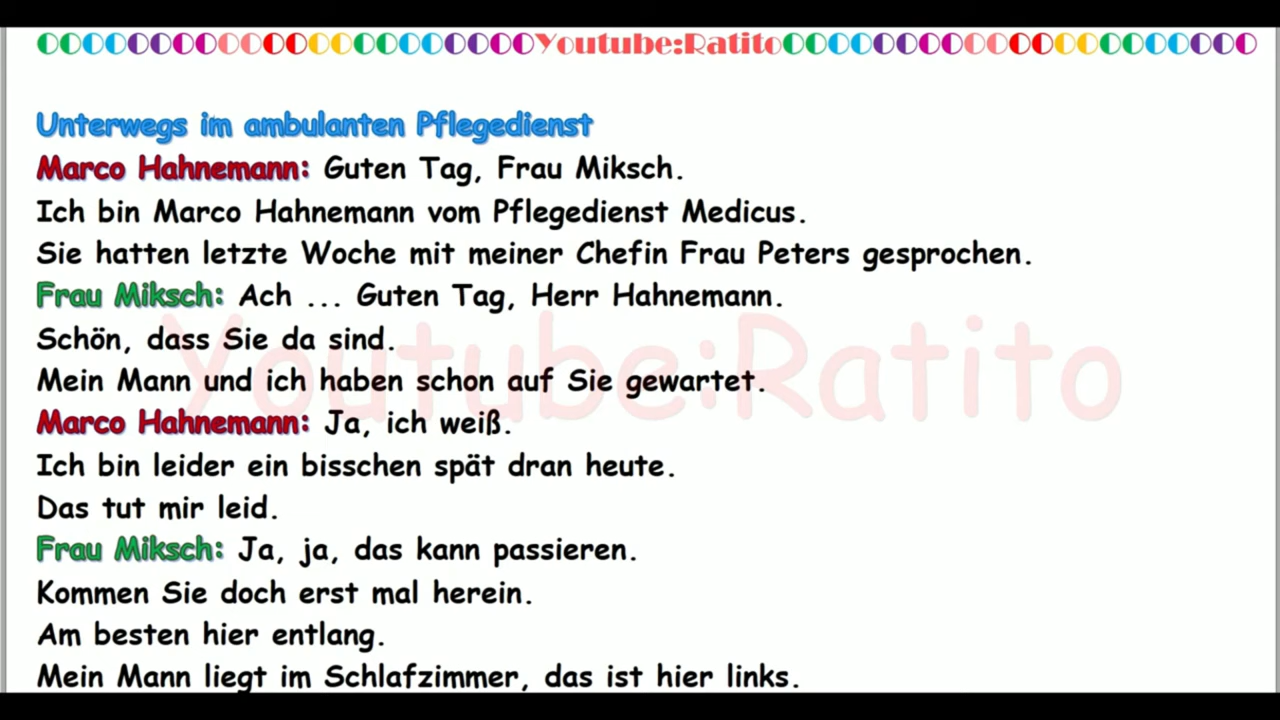 Youtube:Ratito
Unterwegs im ambulanten Pflegedienst
Marco Hahnemann: Guten Tag, Frau Miksch.
Ich bin Marco Hahnemann vom Pflegedienst Medicus.
Sie hatten letzte Woche mit meiner Chefin Frau Peters gesprochen.
Frau Miksch: Ach ... Guten Tag, Herr Hahnemann.
Schön, dass Sie da sind.
Youtube:Ratito
Mein Mann und ich haben schon auf Sie gewartet.
Marco Hahnemann: Ja, ich weiß.
Ich bin leider ein bisschen spät dran heute.
Das tut mir leid.
Frau Miksch: Ja, ja, das kann passieren.
Kommen Sie doch erst mal herein.
Am besten hier entlang.
Mein Mann liegt im Schlafzimmer, das ist hier links.